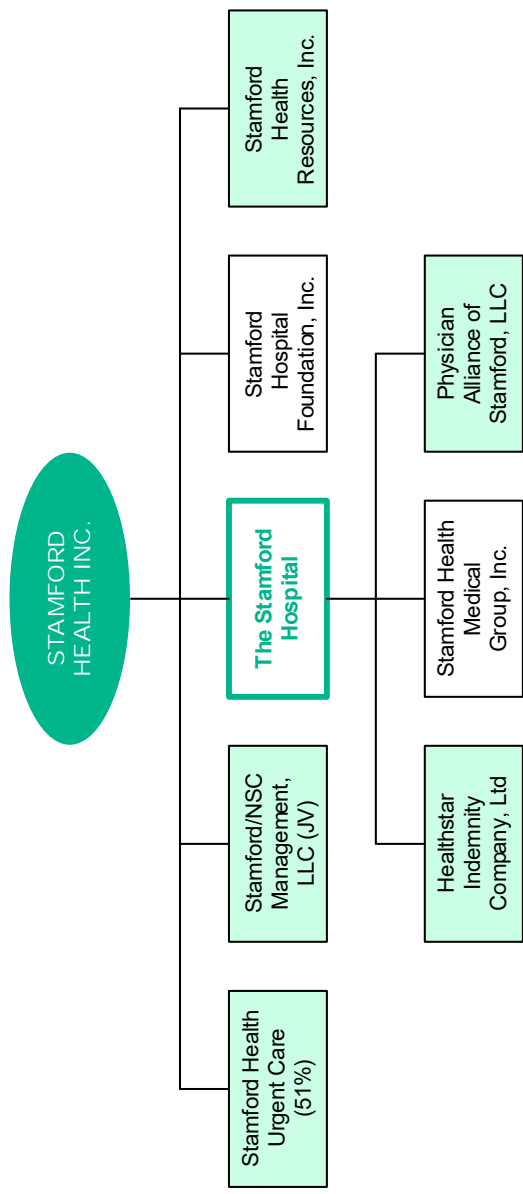 STAMFORD
HEALTH INC.
Stamford Health
Urgent Care
(51%)
Stamford/NSC
Management,
LLC (JV)
The Stamford
Hospital
Stamford
Hospital
Foundation, Inc.
Stamford
Health
Resources, Inc.
Healthstar
Indemnity
Company, Ltd
Stamford Health
Medical
Group, Inc.
Physician
Alliance of
Stamford, LLC